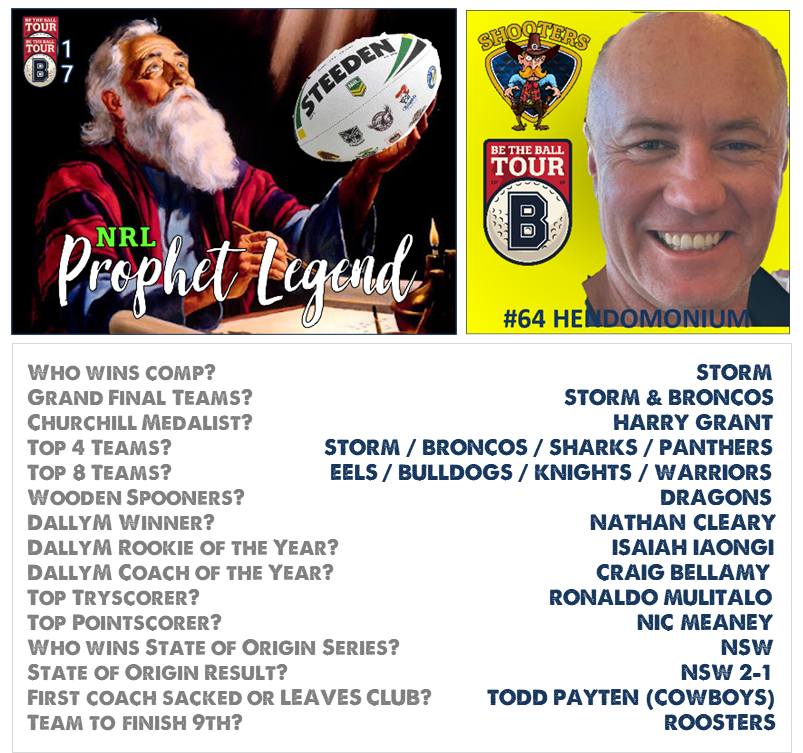 BE THE BALL
TOUR
BE THE BALL
TOUR
B
1
7
STEEDEN
NRL
NRL
Prophet Legend
SHOOTERS
BE THE BALL
TOUR
B
#64 HENDOMONIUM
Who wins comp? STORM
Grand Final Teams? STORM & BRONCOS
Churchill Medalist? HARRY GRANT
Top 4 Teams? STORM / BRONCOS / SHARKS / PANTHERS
Top 8 Teams? EELS / BULLDOGS / KNIGHTS / WARRIORS
Wooden Spooners? DRAGONS
DallyM Winner? NATHAN CLEARY
DallyM Rookie of the Year? ISAIAH IAONGI
DallyM Coach of the Year? CRAIG BELLAMY
Top Tryscorer? RONALDO MULITALO
Top Pointscorer? NIC MEANEY
Who wins State of Origin Series? NSW
State of Origin Result? NSW 2-1
First coach sacked or LEAVES CLUB? TODD PAYTEN (COWBOYS)
Team to finish 9th? ROOSTERS